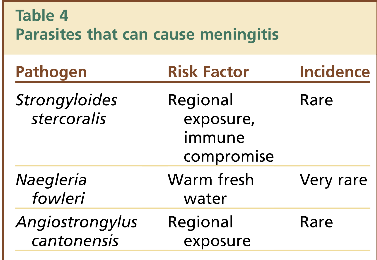 Table 4
Parasites that can cause meningitis
Pathogen Risk Factor Incidence
Strongyloides Regional Rare
stercoralis exposure,
immune
compromise
Naegleria Warm fresh Very rare
fowleri water
Angiostrongylus Regional Rare
cantonensis exposure